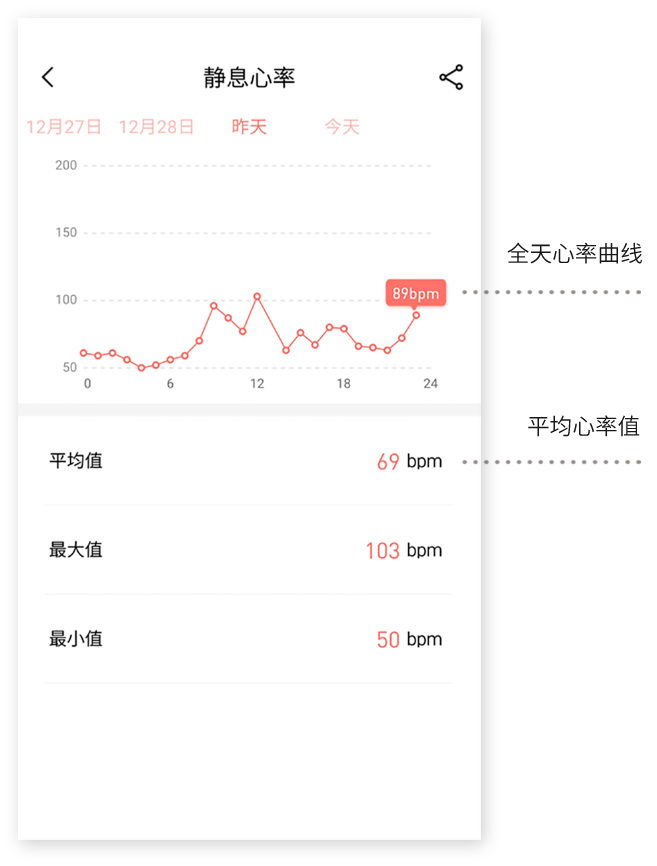 静息心率
12月27日 12月28日 昨天 今天
200
150
全天心率曲线
100
89bpm
50
0 6 12 18 24
平均心率值
平均值 69 bpm
最大值 103 bpm
最小值 50 bpm